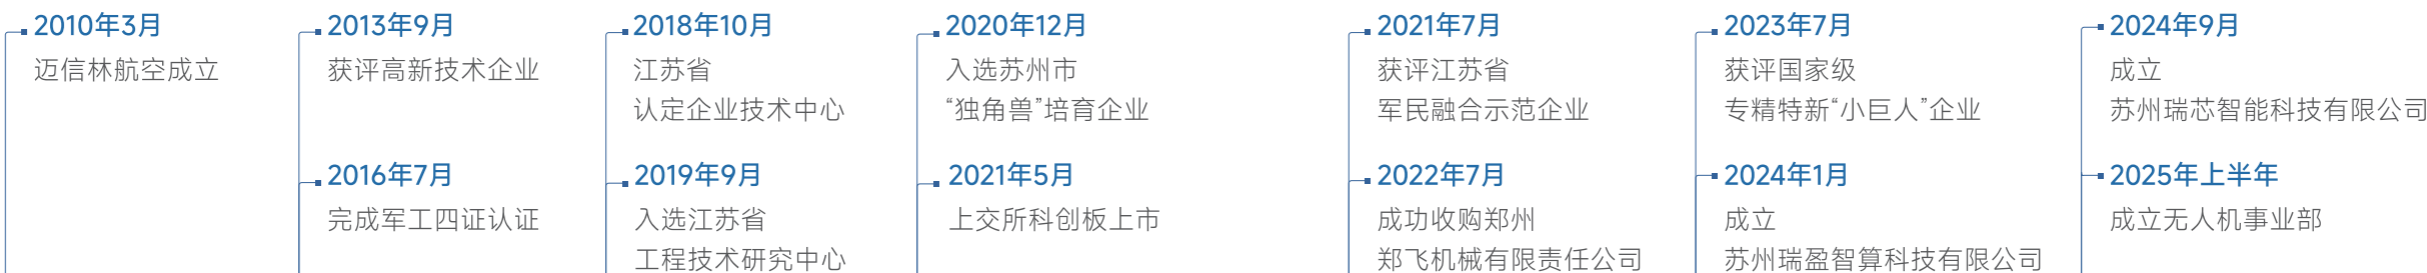 2010年3月
迈信林航空成立
2013年9月
获评高新技术企业
2016年7月
完成军工四证认证
2018年10月
江苏省
认定企业技术中心
2019年9月
入选江苏省
工程技术研究中心
2020年12月
入选苏州市
“独角兽”培育企业
2021年5月
上交所科创板上市
2021年7月
获评江苏省
军民融合示范企业
2022年7月
成功收购郑州
郑飞机械有限责任公司
2023年7月
获评国家级
专精特新“小巨人”企业
2024年1月
成立
苏州瑞盈智算科技有限公司
2024年9月
成立
苏州瑞芯智能科技有限公司
2025年上半年
成立无人机事业部